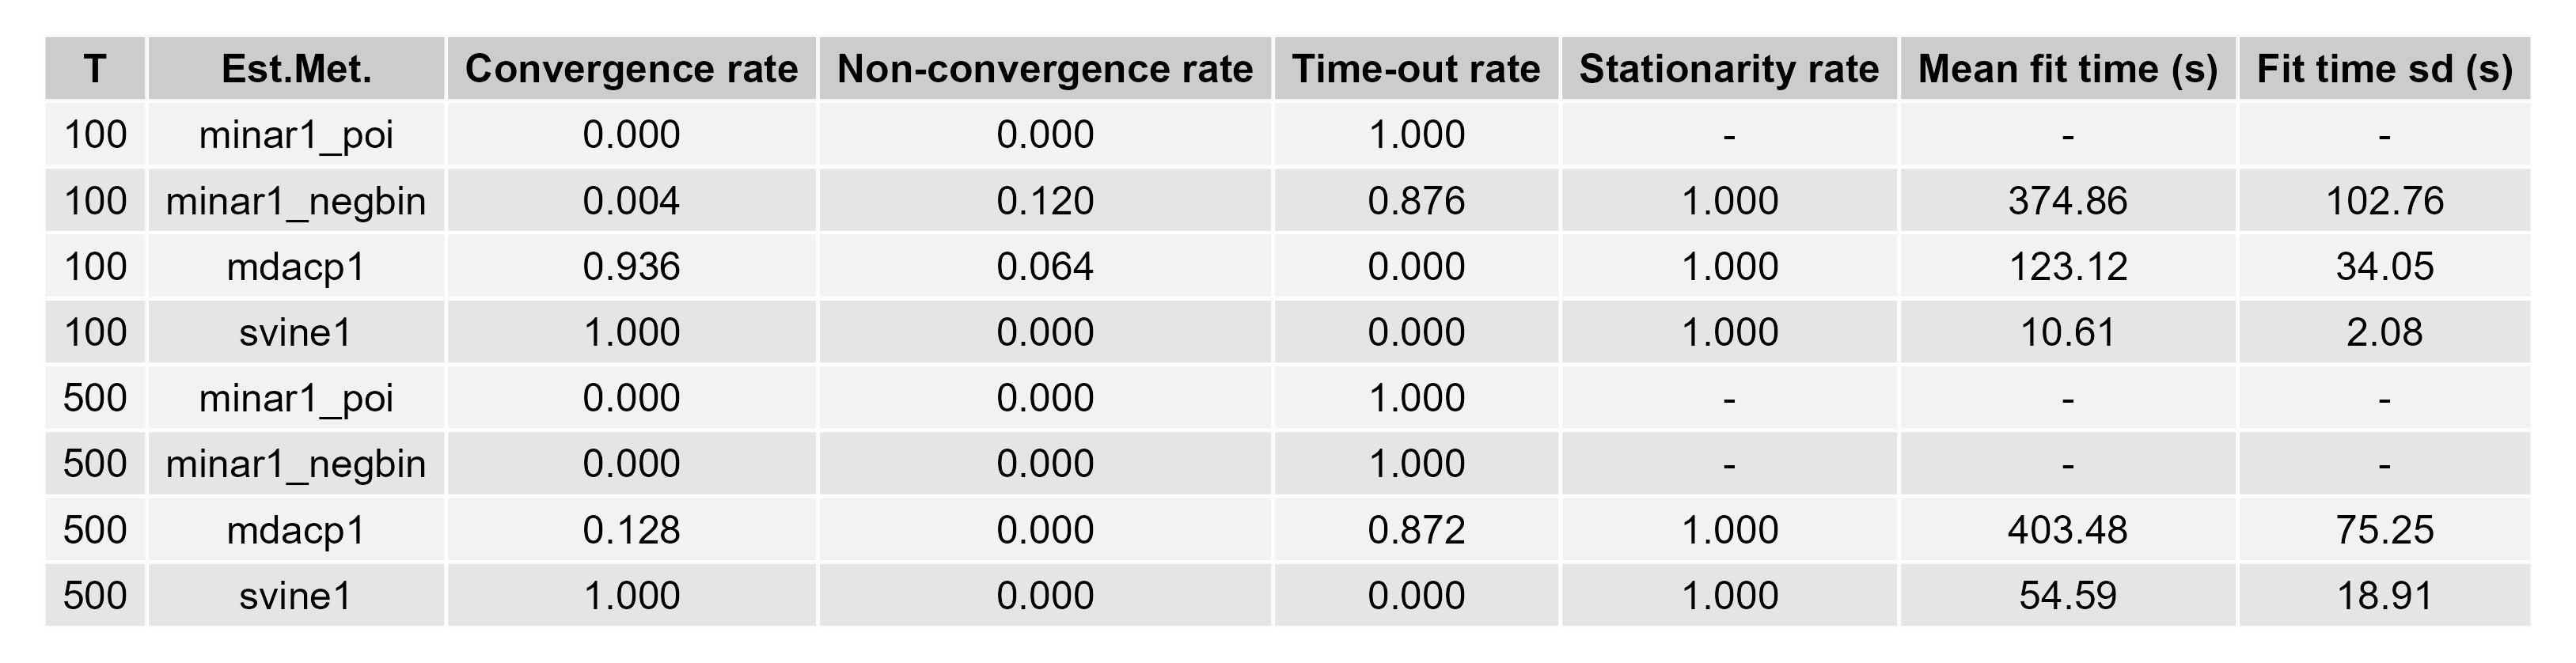 T Est.Met. Convergence rate Non-convergence rate Time-out rate Stationarity rate Mean fit time (s) Fit time sd (s)
100 minar1_poi 0.000 0.000 1.000 - - -
100 minar1_negbin 0.004 0.120 0.876 1.000 374.86 102.76
100 mdacp1 0.936 0.064 0.000 1.000 123.12 34.05
100 svine1 1.000 0.000 0.000 1.000 10.61 2.08
500 minar1_poi 0.000 0.000 1.000 - - -
500 minar1_negbin 0.000 0.000 1.000 - - -
500 mdacp1 0.128 0.000 0.872 1.000 403.48 75.25
500 svine1 1.000 0.000 0.000 1.000 54.59 18.91